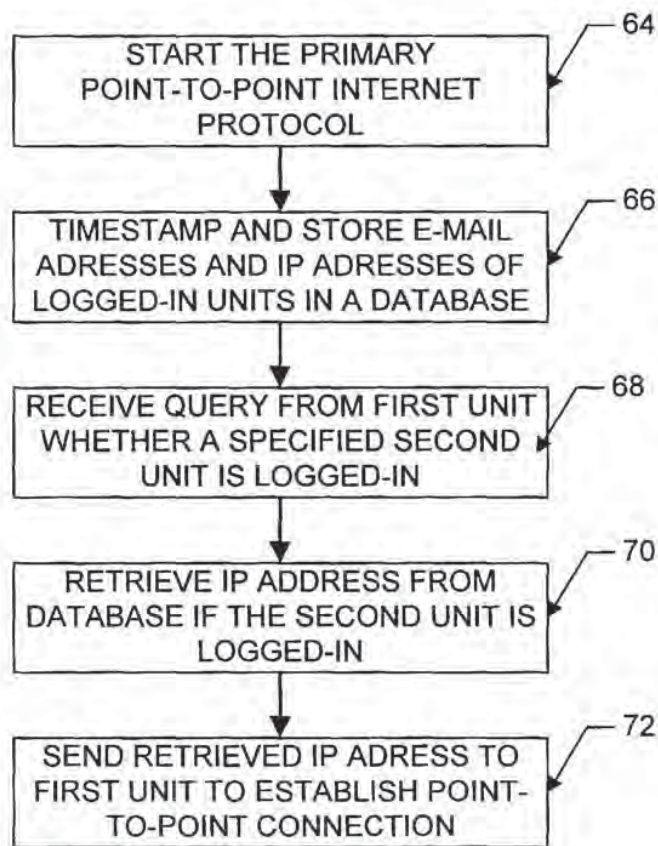 64
START THE PRIMARY
POINT-TO-POINT INTERNET
PROTOCOL
66
TIMESTAMP AND STORE E-MAIL
ADRESSES AND IP ADRESSES OF
LOGGED-IN UNITS IN A DATABASE
68
RECEIVE QUERY FROM FIRST UNIT
WHETHER A SPECIFIED SECOND
UNIT IS LOGGED-IN
70
RETRIEVE IP ADDRESS FROM
DATABASE IF THE SECOND UNIT IS
LOGGED-IN
72
SEND RETRIEVED IP ADRESS TO
FIRST UNIT TO ESTABLISH POINT-
TO-POINT CONNECTION